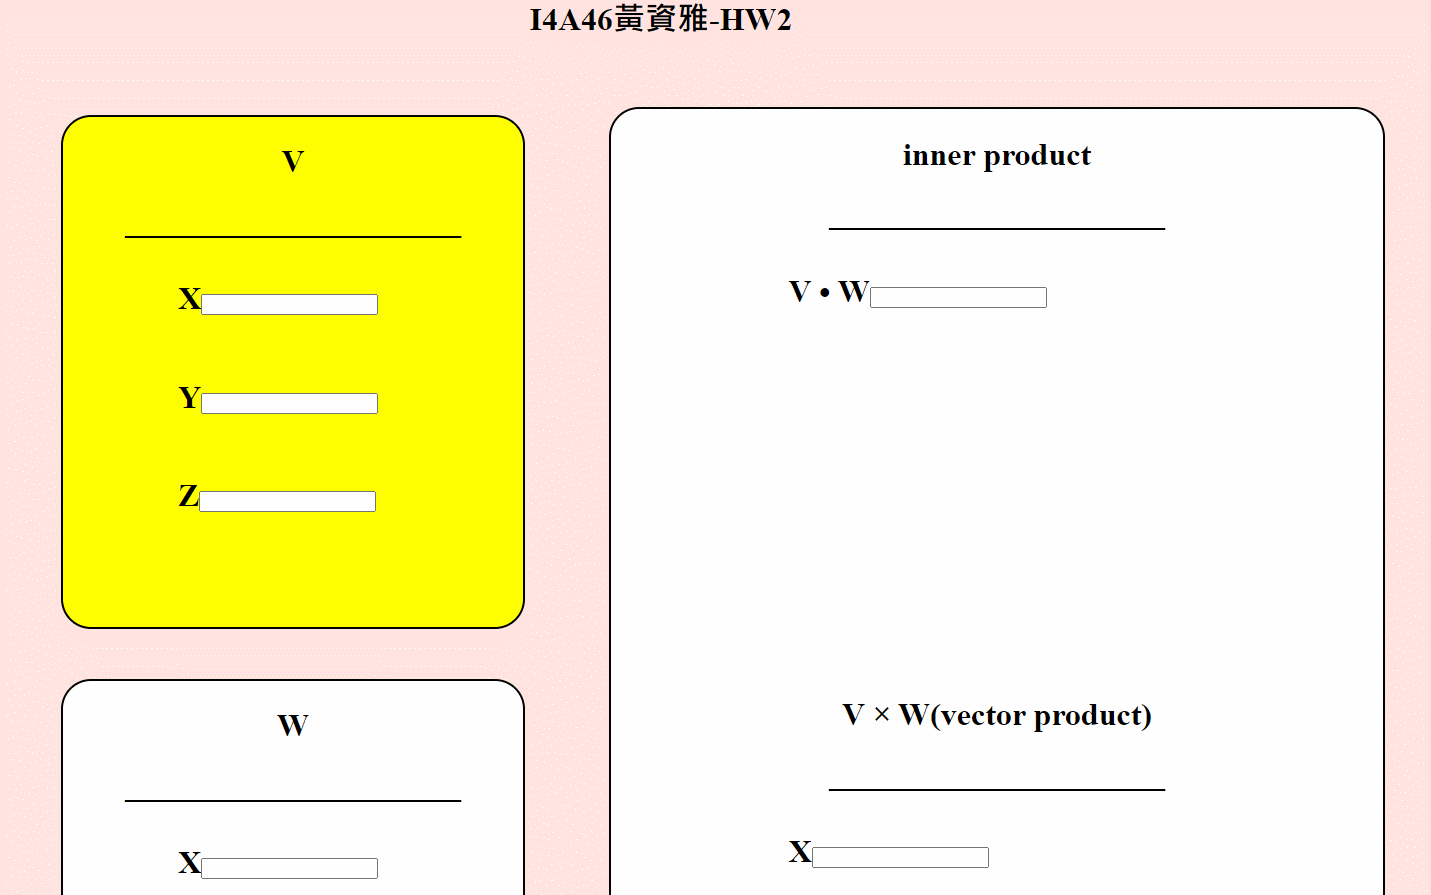 I4A46黃資雅-HW2
V
X
Y
Z
W
X
inner product
V • W
V × W(vector product)
X